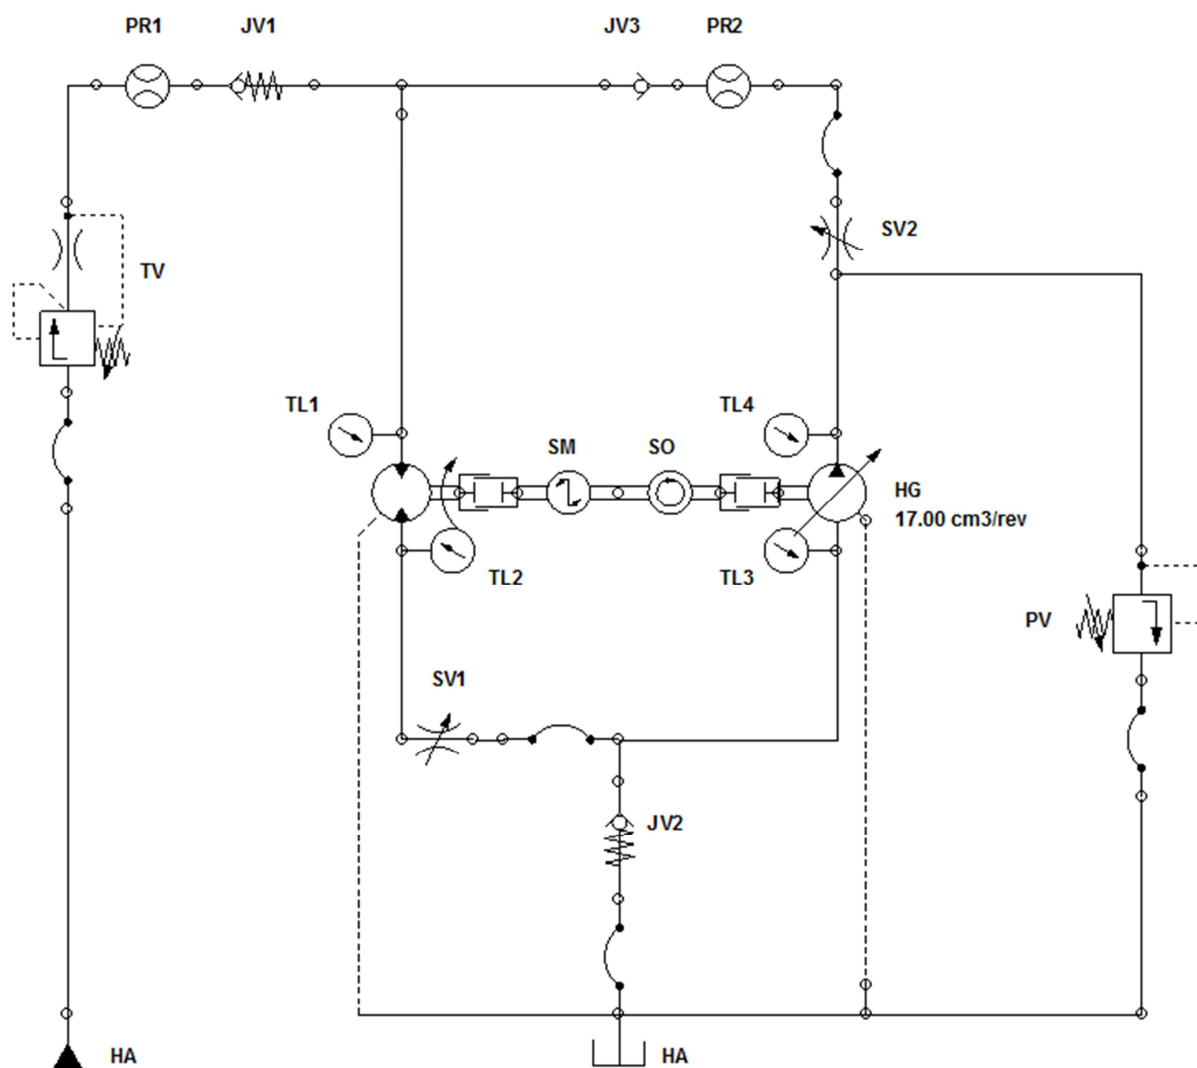 PR1
JV1
JV3
PR2
SV2
TV
TL1
TL4
SM
SO
HG
17.00 cm3/rev
TL2
TL3
PV
SV1
JV2
HA
HA